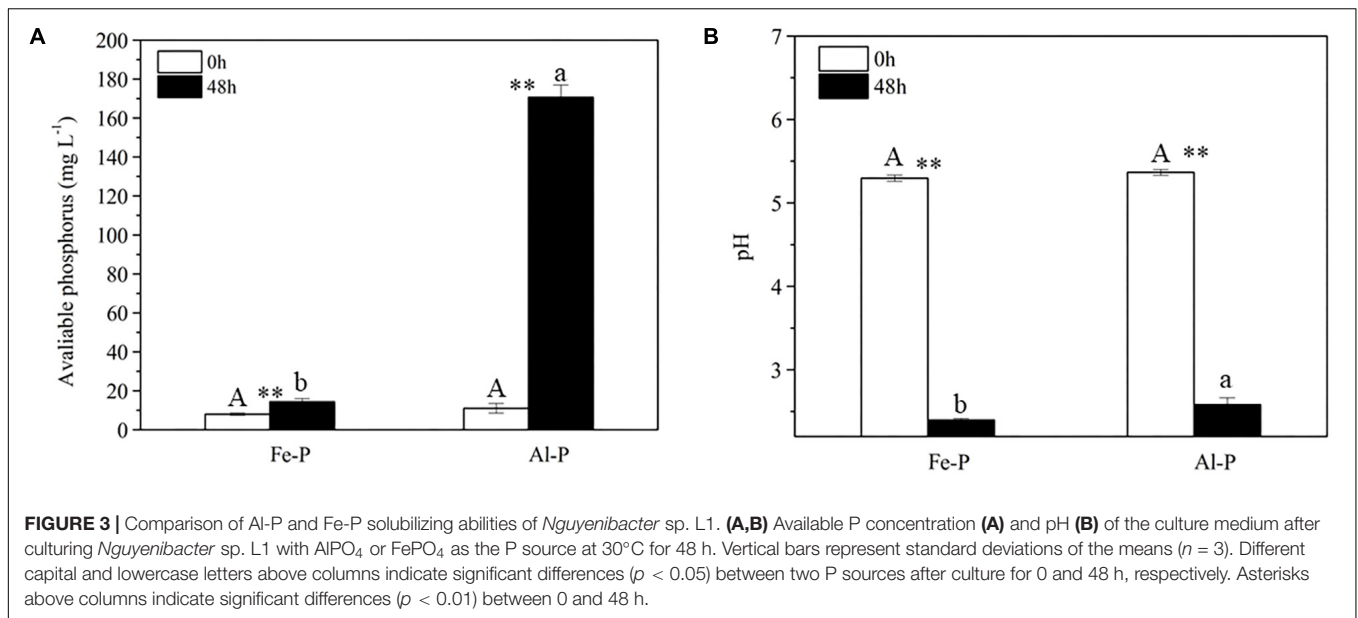 A
200
180
160
140
120
100
80
60
40
20
0
Avaliable phosphorus (mg L⁻¹)
0h
48h
A
**
b
A
**
a
Fe-P
Al-P
B
7
6
5
4
3
pH
0h
48h
A
**
b
A
**
a
Fe-P
Al-P
FIGURE 3 | Comparison of Al-P and Fe-P solubilizing abilities of Nguyenibacter sp. L1. (A,B) Available P concentration (A) and pH (B) of the culture medium after
culturing Nguyenibacter sp. L1 with AlPO4 or FePO4 as the P source at 30°C for 48 h. Vertical bars represent standard deviations of the means (n = 3). Different
capital and lowercase letters above columns indicate significant differences (p < 0.05) between two P sources after culture for 0 and 48 h, respectively. Asterisks
above columns indicate significant differences (p < 0.01) between 0 and 48 h.